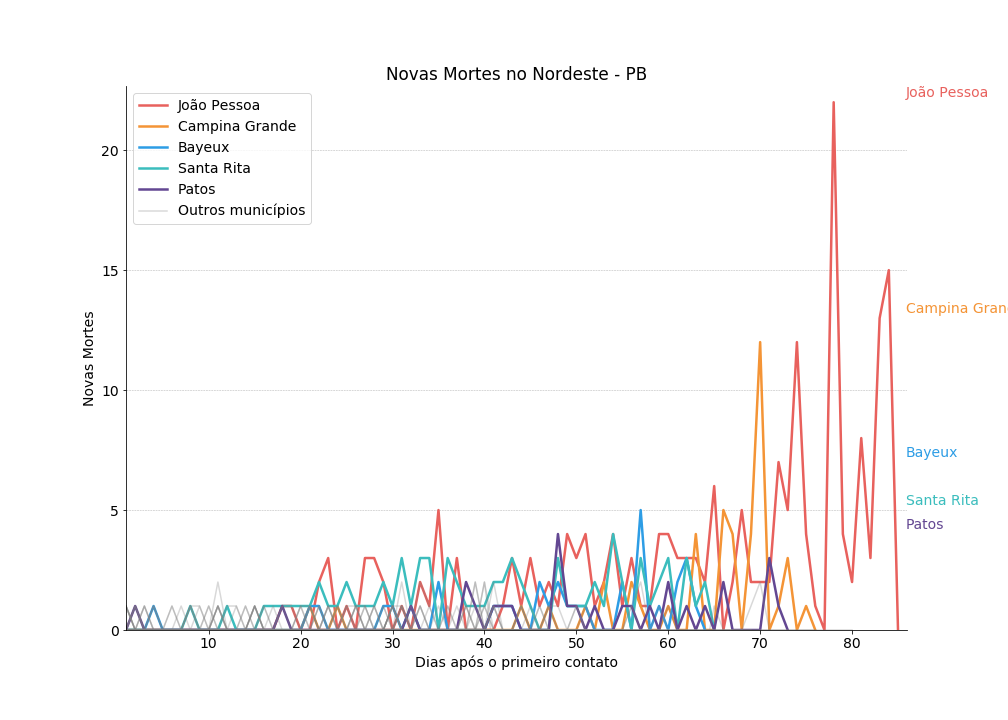 Novas Mortes no Nordeste - PB
João Pessoa
Campina Grande
Bayeux
Santa Rita
Patos
Outros municípios
João Pessoa
Campina Gran
Bayeux
Santa Rita
Patos
20
15
10
5
0
Novas Mortes
10 20 30 40 50 60 70 80
Dias após o primeiro contato